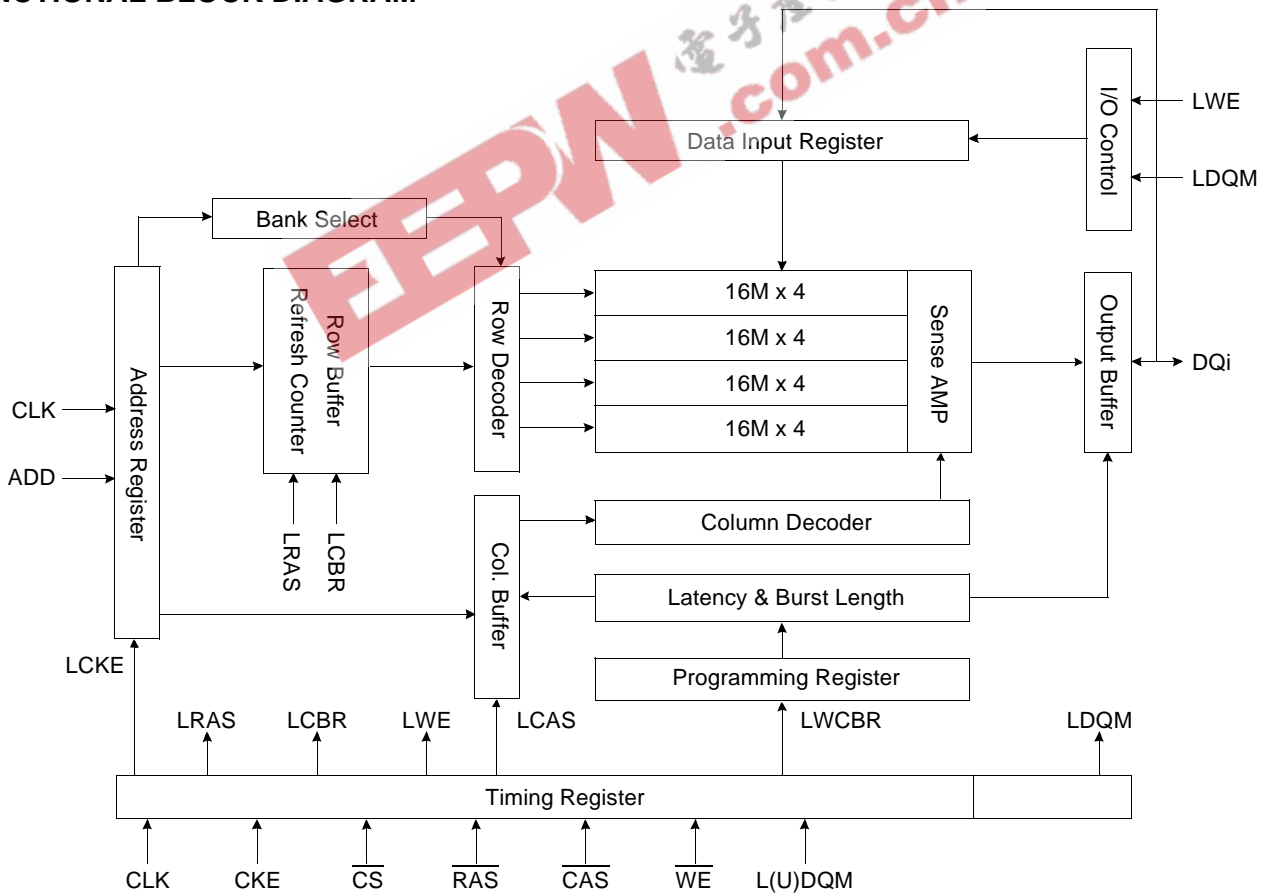 FUNCTIONAL BLOCK DIAGRAM
EEPW
.com.cn
I/O Control
LWE
LDQM
Data Input Register
Bank Select
Address Register
CLK
ADD
Refresh Counter
Row Buffer
LRAS
LCBR
Row Decoder
16M x 4
16M x 4
16M x 4
16M x 4
Sense AMP
Output Buffer
DQi
Col. Buffer
Column Decoder
Latency & Burst Length
Programming Register
LCKE
LRAS
LCBR
LWE
LCAS
LWCBR
LDQM
Timing Register
CLK
CKE
CS
RAS
CAS
WE
L(U)DQM